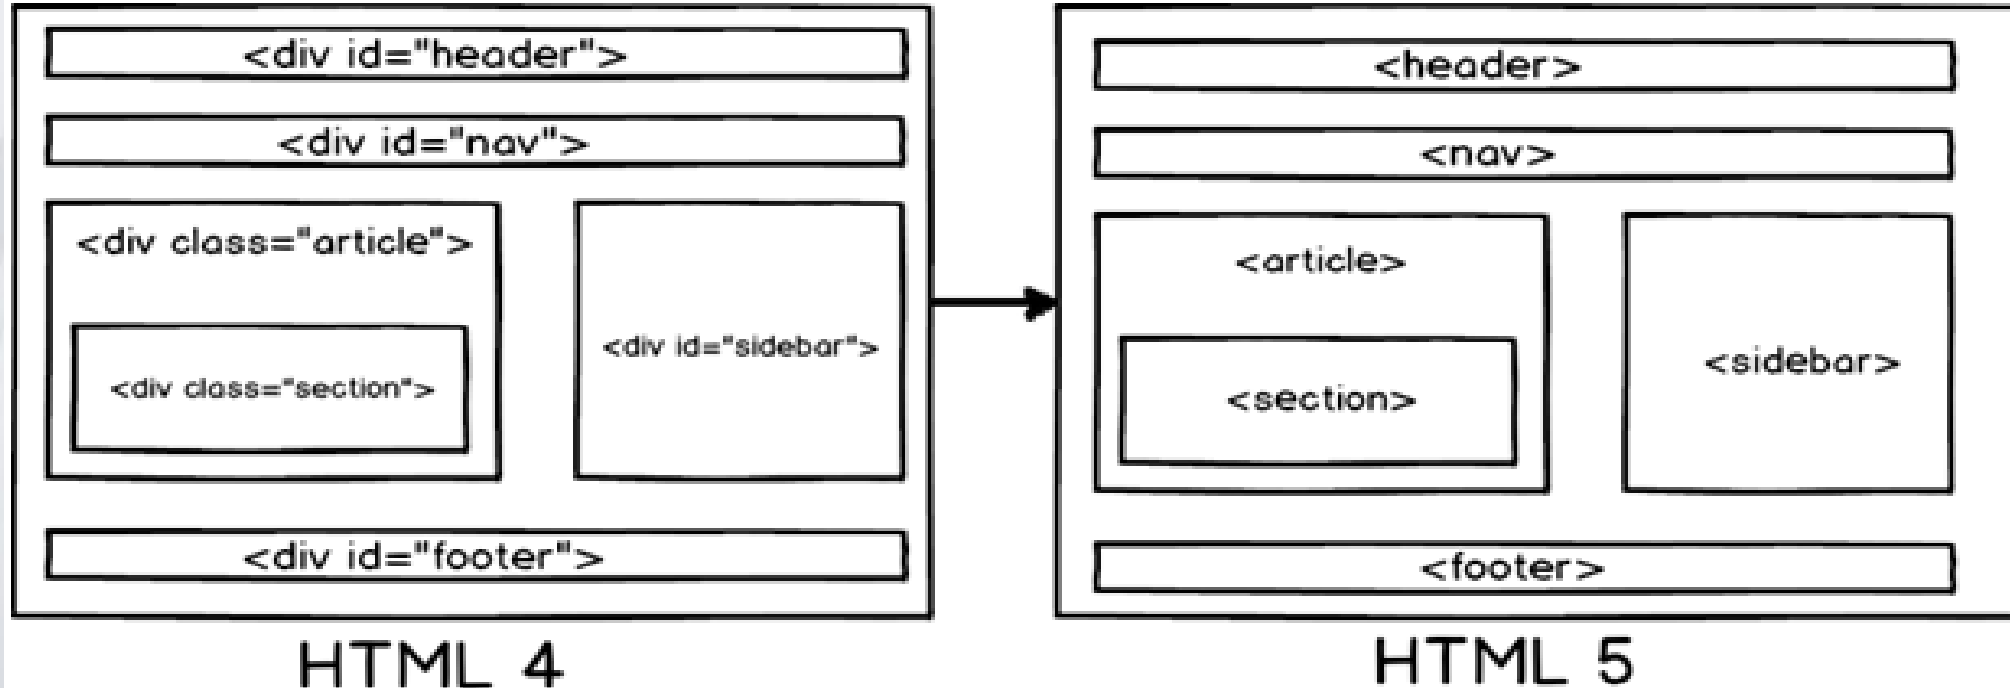 <div id="header">
<div id="nav">
<div class="article">
<div class="section">
<div id="sidebar">
<div id="footer">
HTML 4
<header>
<nav>
<article>
<section>
<sidebar>
<footer>
HTML 5